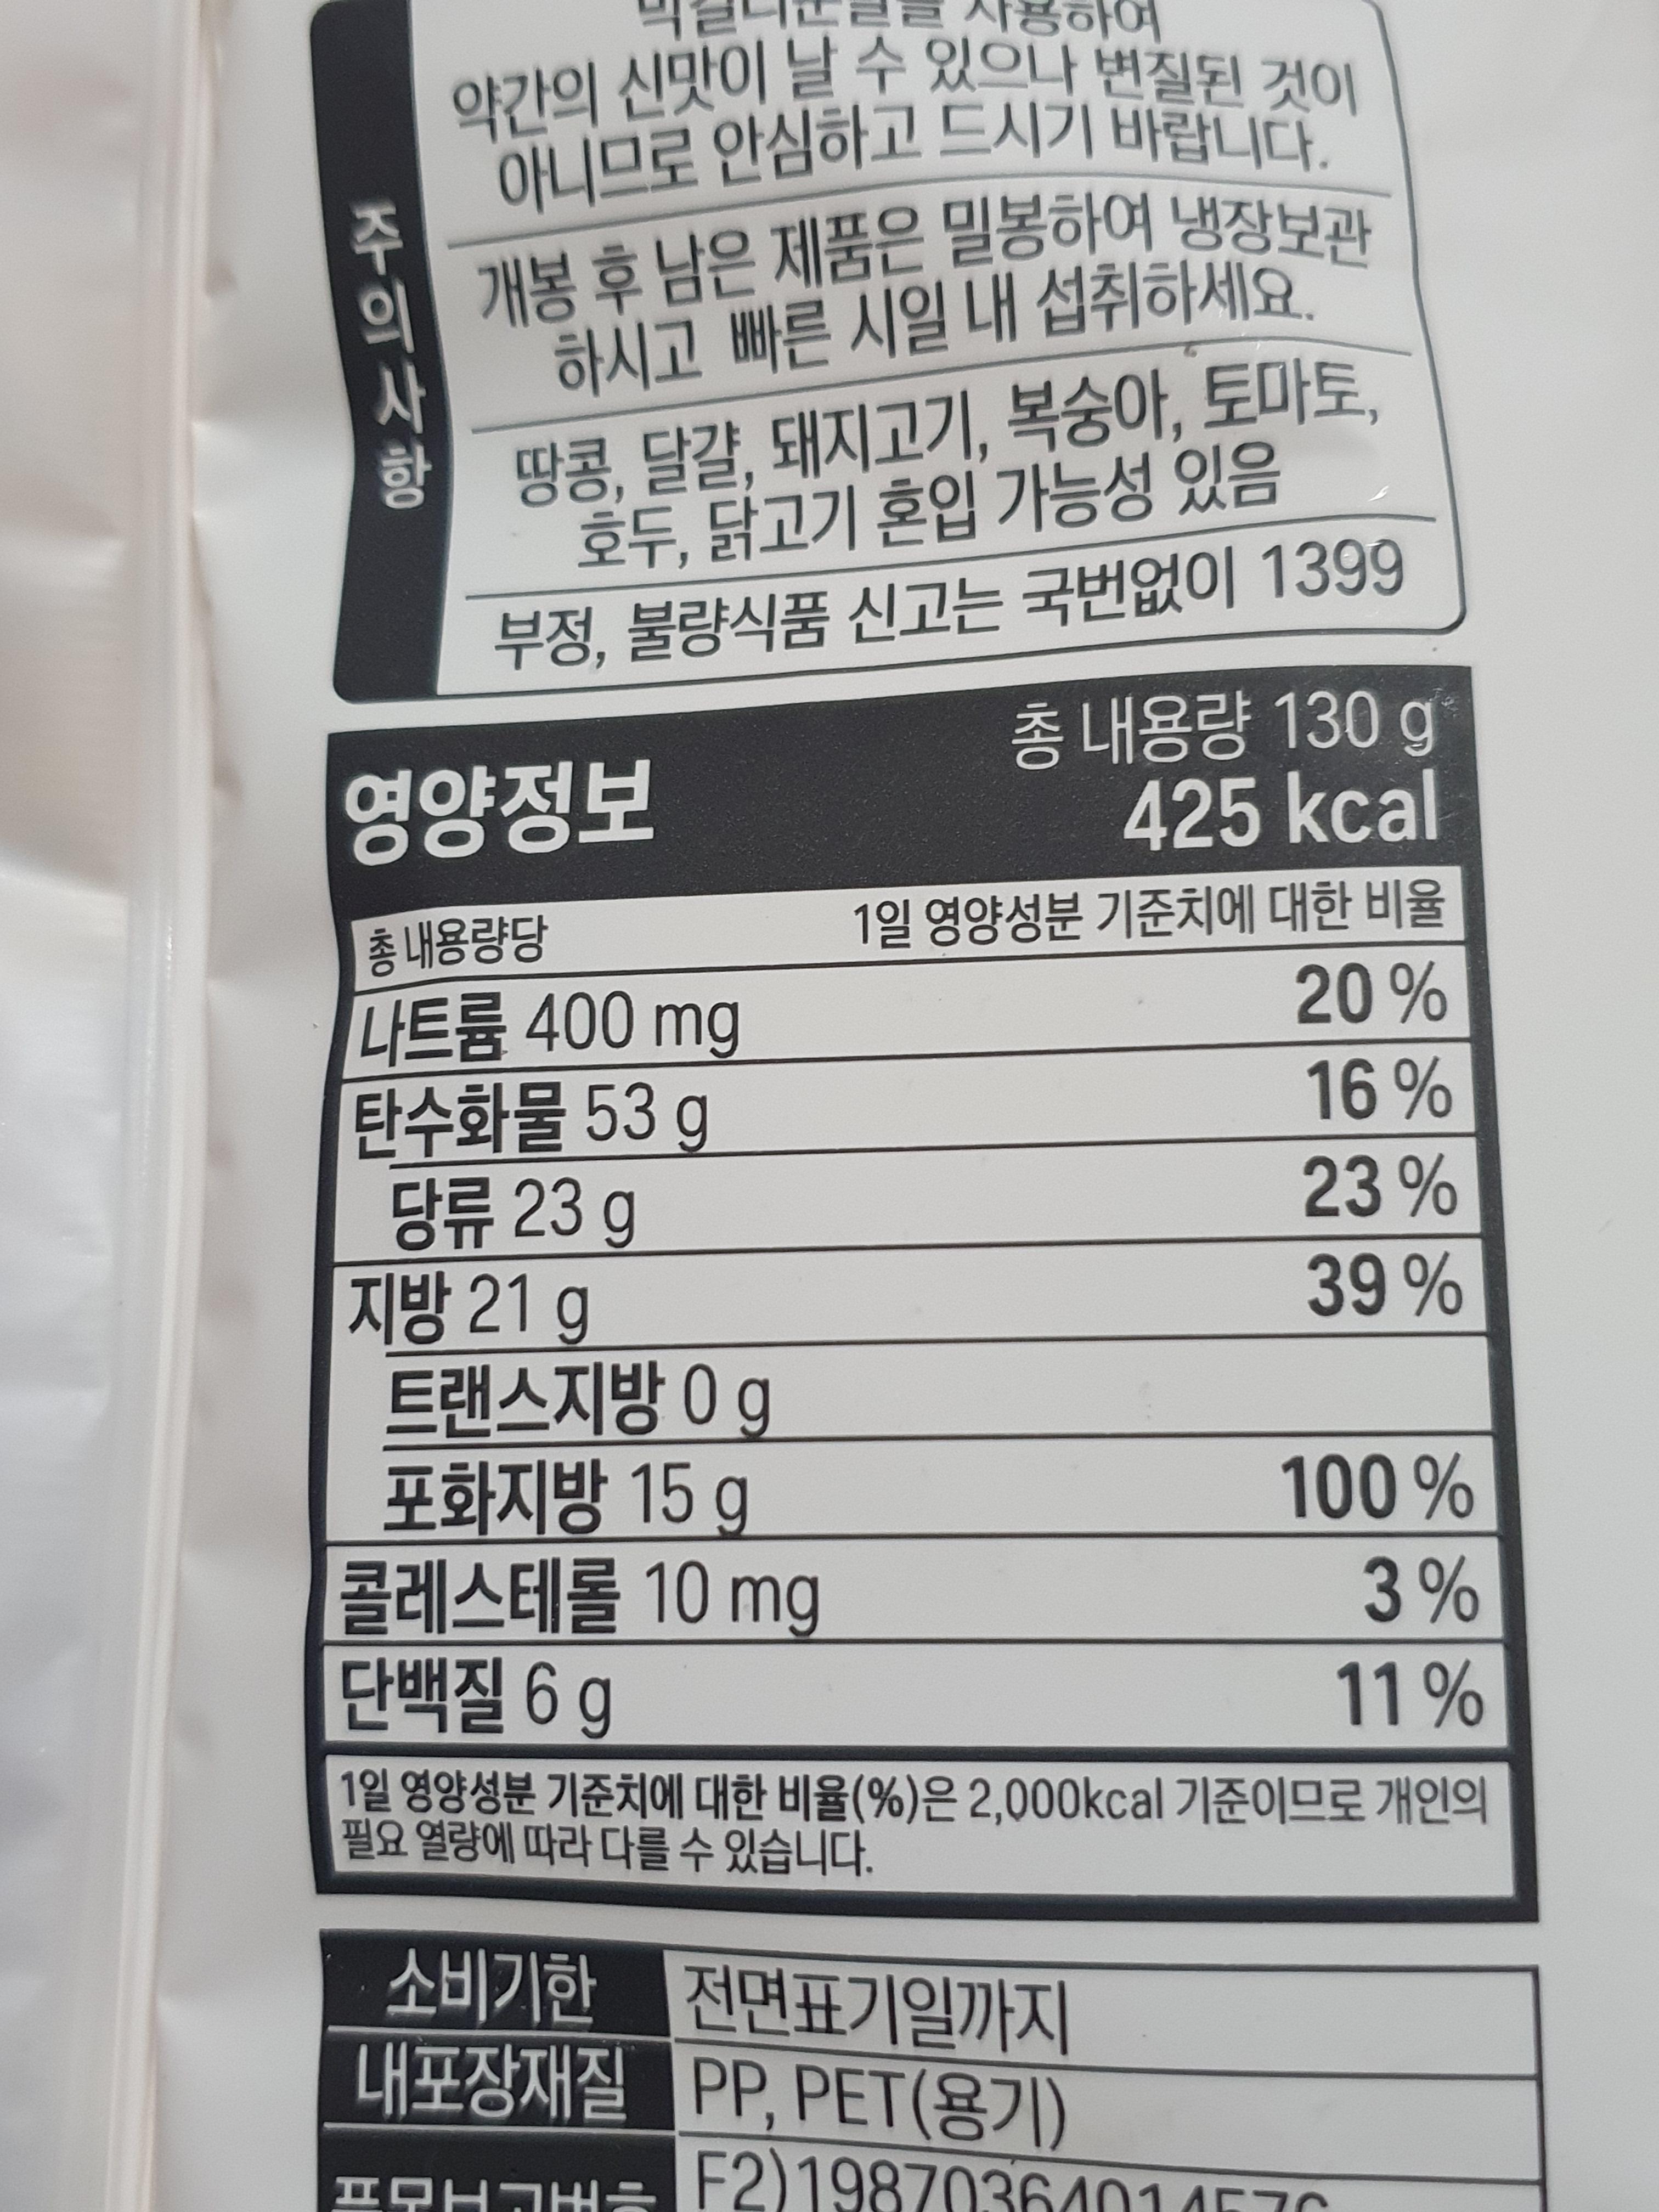 사용하여
약간의 신맛이 날 수 있으나 변질된 것이
아니므로 안심하고 드시기 바랍니다.
주의사항
개봉 후 남은 제품은 밀봉하여 냉장보관
하시고 빠른 시일 내 섭취하세요.
땅콩, 달걀, 돼지고기, 복숭아, 토마토,
호두, 닭고기 혼입 가능성 있음
부정, 불량식품 신고는 국번없이 1399
영양정보
총 내용량 130 g
425 kcal
총 내용량당 1일 영양성분 기준치에 대한 비율
나트륨 400 mg 20 %
탄수화물 53 g 16 %
당류 23 g 23 %
지방 21 g 39 %
트랜스지방 0 g
포화지방 15 g 100 %
콜레스테롤 10 mg 3 %
단백질 6 g 11 %
1일 영양성분 기준치에 대한 비율(%)은 2,000kcal 기준이므로 개인의
필요 열량에 따라 다를 수 있습니다.
소비기한 전면표기일까지
내포장재질 PP, PET(용기)